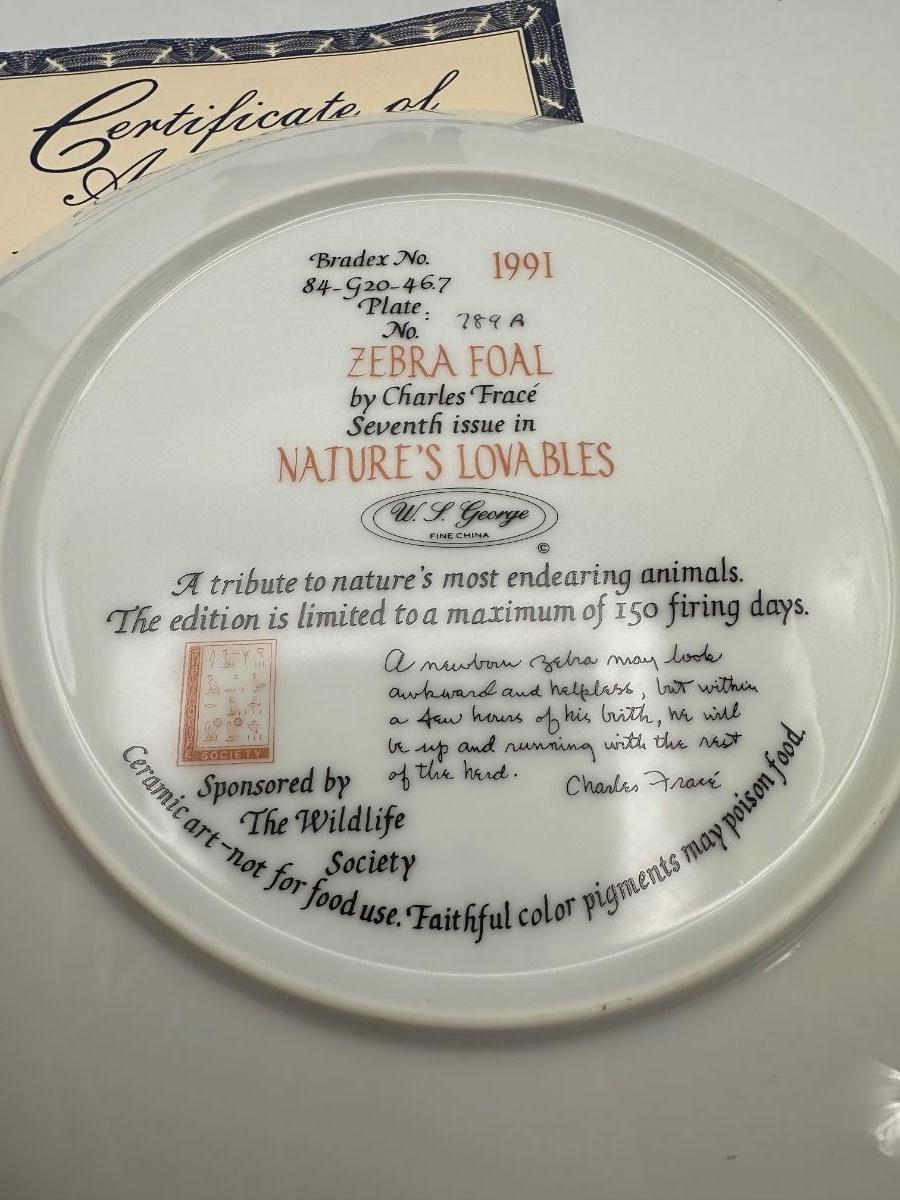 Certificate of
Bradex No.
1991
84-G20-46.7
Plate
No. : 789 A
ZEBRA FOAL
by Charles Fracé
Seventh issue in
NATURE'S LOVABLES
W. S. George
FINE CHINA
©
A tribute to nature's most endearing animals.
The edition is limited to a maximum of 150 firing days.
SOCIETY
A newborn zebra may look
awkward and helpless, but within
a few hours of his birth, he will
be up and running with the rest
of the herd.
Charles Fracé
Sponsored by
The Wildlife
Society
Ceramic art—not for food use. Faithful color pigments may poison food.